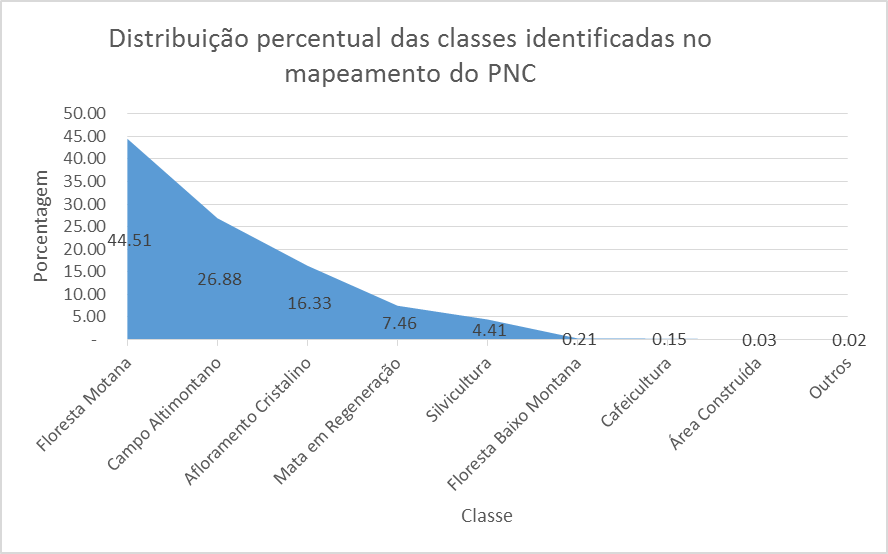 Distribuição percentual das classes identificadas no
mapeamento do PNC
50.00
45.00
40.00
35.00
30.00
25.00
20.00
15.00
10.00
5.00
-
Porcentagem
44.51
26.88
16.33
7.46
4.41
0.21
0.15
0.03
0.02
Floresta Motana
Campo Altimontano
Afloramento Cristalino
Mata em Regeneração
Silvicultura
Floresta Baixo Montana
Cafeicultura
Área Construída
Outros
Classe